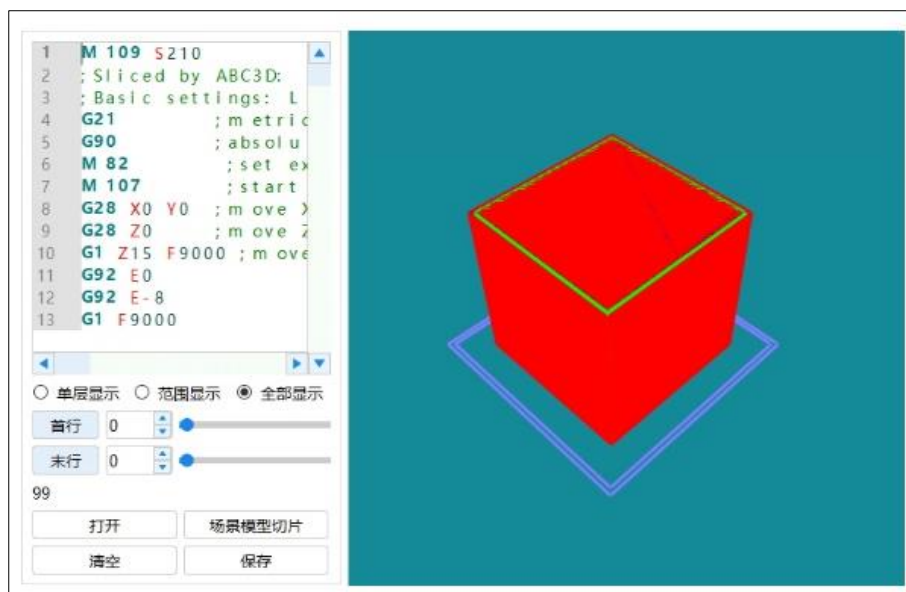 1 M109 S210
2 ;Sliced by ABC3D:
3 ;Basic settings: L
4 G21 ;metric
5 G90 ;absolu
6 M82 ;set ex
7 M107 ;start
8 G28 X0 Y0 ;move X
9 G28 Z0 ;move Z
10 G1 Z15 F9000 ;move
11 G92 E0
12 G92 E-8
13 G1 F9000
单层显示 范围显示 全部显示
首行 0
末行 0
99
打开 场景模型切片
清空 保存